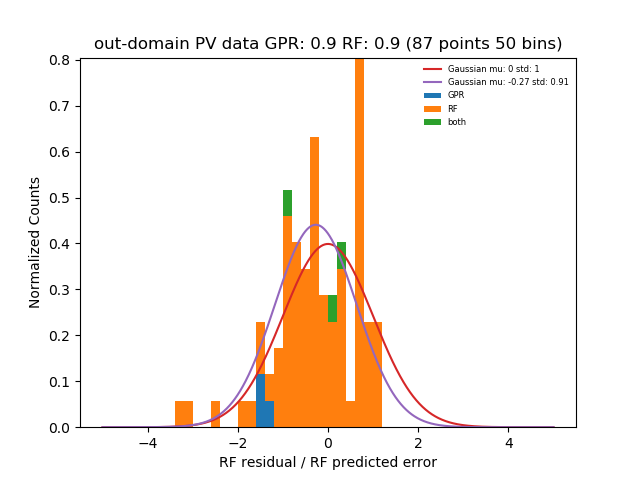 out-domain PV data GPR: 0.9 RF: 0.9 (87 points 50 bins)
Gaussian mu: 0 std: 1
Gaussian mu: -0.27 std: 0.91
GPR
RF
both
Normalized Counts
0.8
0.7
0.6
0.5
0.4
0.3
0.2
0.1
0.0
−4
−2
0
2
4
RF residual / RF predicted error